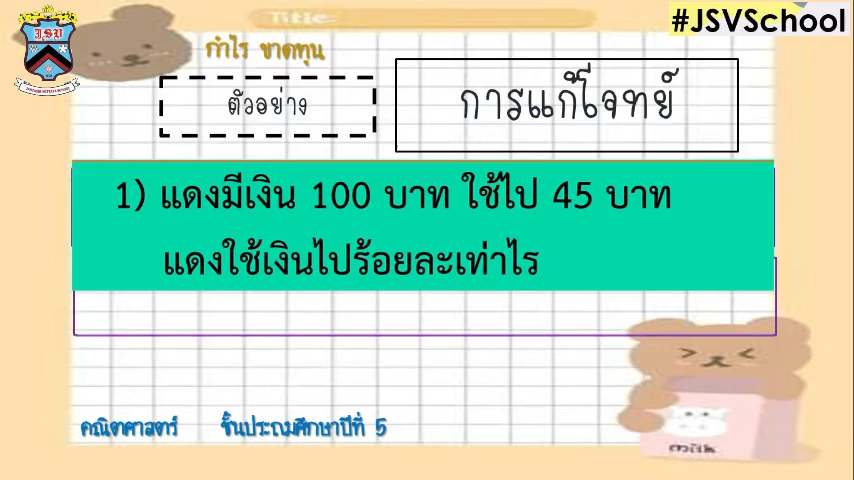 Title:
#JSVSchool
J.S.V
กำไร ขาดทุน
ตัวอย่าง
การแก้โจทย์
1) แดงมีเงิน 100 บาท ใช้ไป 45 บาท
แดงใช้เงินไปร้อยละเท่าไร
คณิตศาสตร์ ชั้นประถมศึกษาปีที่ 5
milk